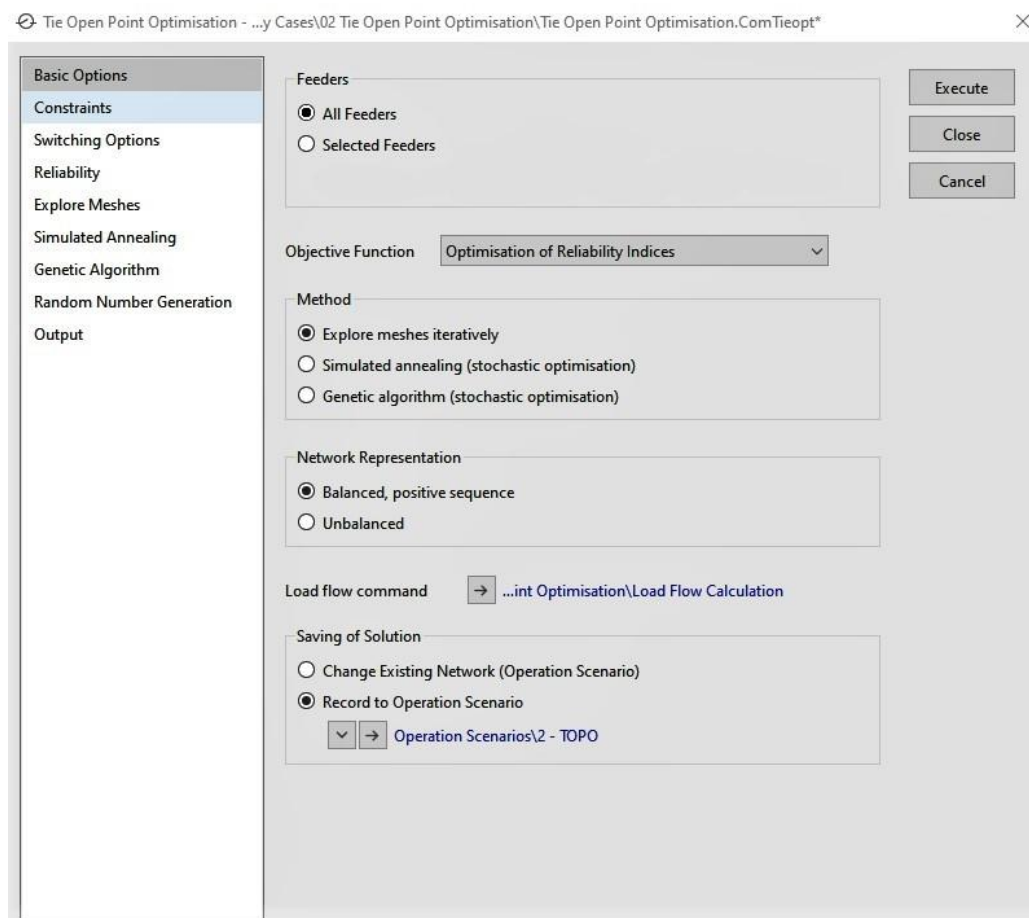 Tie Open Point Optimisation - ...y Cases\02 Tie Open Point Optimisation\Tie Open Point Optimisation.ComTieopt*
Basic Options
Constraints
Switching Options
Reliability
Explore Meshes
Simulated Annealing
Genetic Algorithm
Random Number Generation
Output
Feeders
All Feeders
Selected Feeders
Objective Function Optimisation of Reliability Indices
Method
Explore meshes iteratively
Simulated annealing (stochastic optimisation)
Genetic algorithm (stochastic optimisation)
Network Representation
Balanced, positive sequence
Unbalanced
Load flow command ...int Optimisation\Load Flow Calculation
Saving of Solution
Change Existing Network (Operation Scenario)
Record to Operation Scenario
Operation Scenarios\2 - TOPO
Execute
Close
Cancel